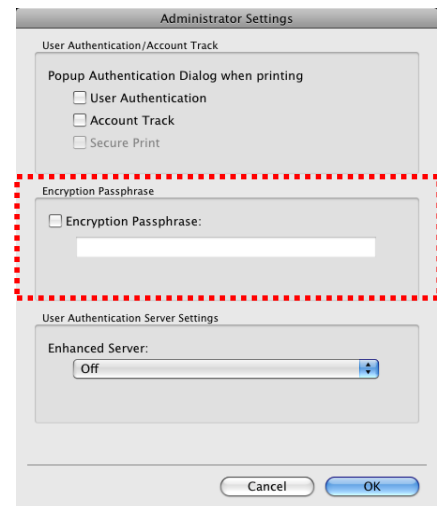 Administrator Settings
User Authentication/Account Track
Popup Authentication Dialog when printing
User Authentication
Account Track
Secure Print
Encryption Passphrase
Encryption Passphrase:
User Authentication Server Settings
Enhanced Server:
Off
Cancel OK